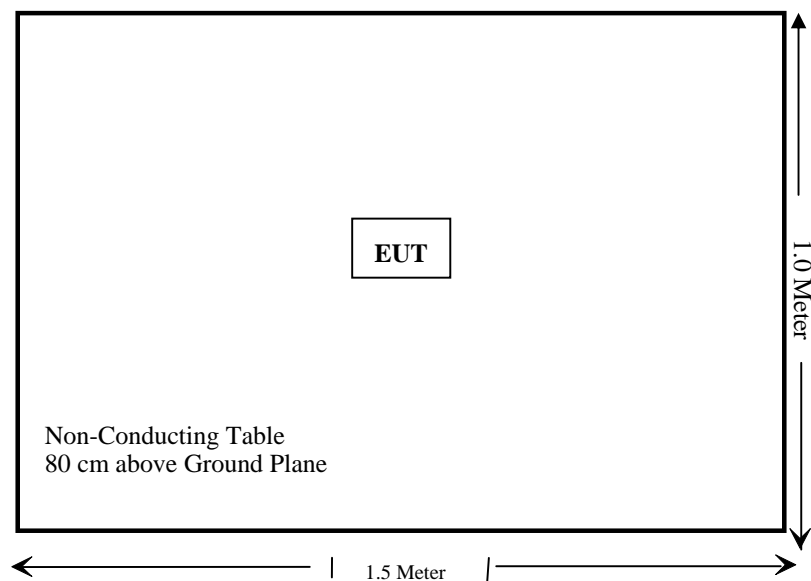 EUT
1.0 Meter
Non-Conducting Table
80 cm above Ground Plane
1.5 Meter